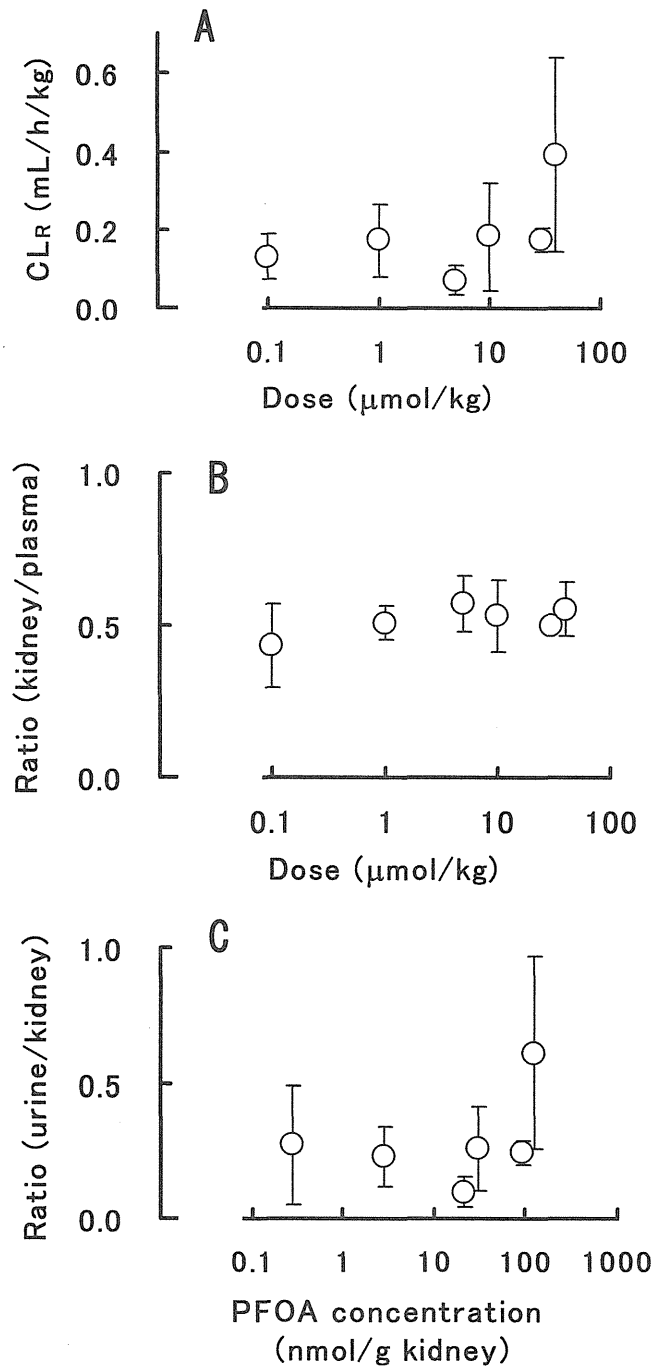 A
CLR (mL/h/kg)
0.6
0.4
0.2
0.0
0.1 1 10 100
Dose (μmol/kg)
B
Ratio (kidney/plasma)
1.0
0.5
0.0
0.1 1 10 100
Dose (μmol/kg)
C
Ratio (urine/kidney)
1.0
0.5
0.0
0.1 1 10 100 1000
PFOA concentration
(nmol/g kidney)